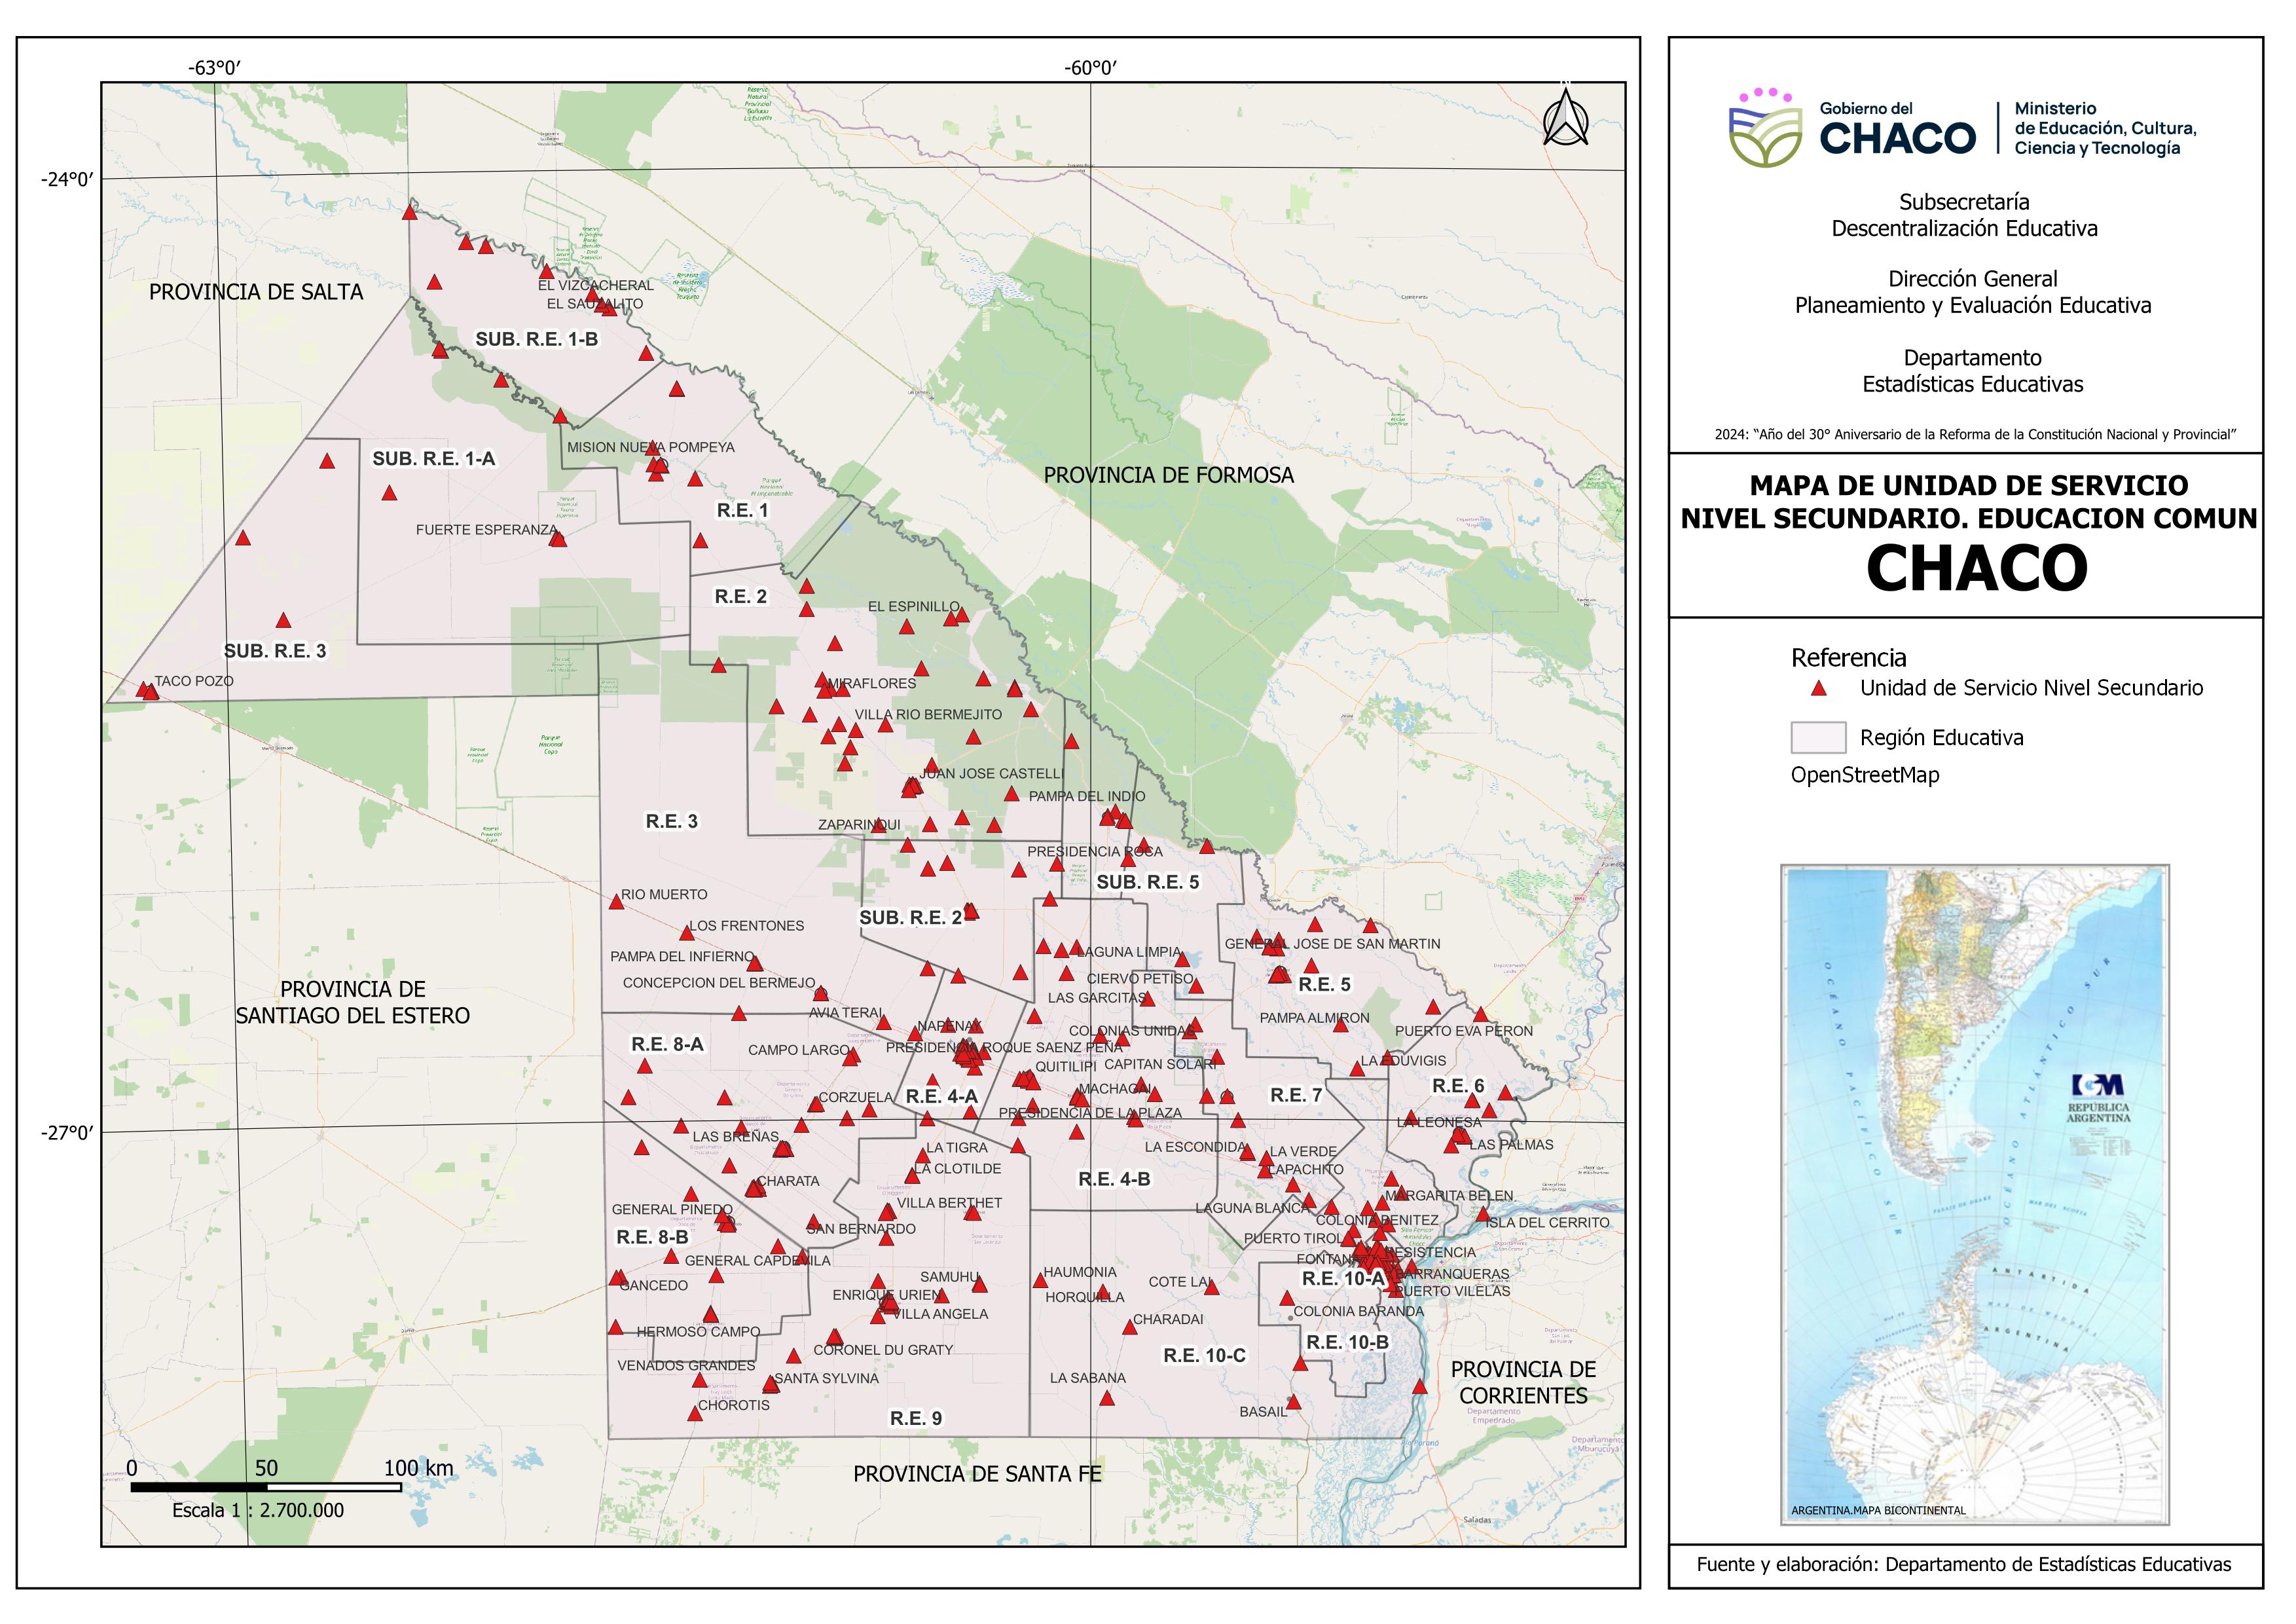 -63°0′
-60°0′
-24°0′
-27°0′
PROVINCIA DE SALTA
EL VIZCACHERAL
EL SAUZALITO
SUB. R.E. 1-B
MISION NUEVA POMPEYA
SUB. R.E. 1-A
PROVINCIA DE FORMOSA
R.E. 1
FUERTE ESPERANZA
R.E. 2
EL ESPINILLO
SUB. R.E. 3
TACO POZO
MIRAFLORES
VILLA RIO BERMEJITO
JUAN JOSE CASTELLI
PAMPA DEL INDIO
R.E. 3
ZAPARINQUI
PRESIDENCIA ROCA
SUB. R.E. 5
RIO MUERTO
SUB. R.E. 2
LOS FRENTONES
GENERAL JOSE DE SAN MARTIN
PAMPA DEL INFIERNO
LAGUNA LIMPIA
CONCEPCION DEL BERMEJO
CIERVO PETISO
R.E. 5
PROVINCIA DE
SANTIAGO DEL ESTERO
LAS GARCITAS
AVIA TERAI
NAPENAY
PAMPA ALMIRON
COLONIAS UNIDAS
PUERTO EVA PERON
R.E. 8-A
CAMPO LARGO
PRESIDENCIA ROQUE SAENZ PEÑA
QUITILIPI
CAPITAN SOLARI
LA EDUVIGIS
R.E. 6
CORZUELA
R.E. 4-A
MACHAGAI
R.E. 7
PRESIDENCIA DE LA PLAZA
LA LEONESA
LAS BREÑAS
LA TIGRA
LA ESCONDIDA
LA VERDE
LAS PALMAS
LA CLOTILDE
LAPACHITO
CHARATA
R.E. 4-B
MARGARITA BELEN
VILLA BERTHET
GENERAL PINEDO
LAGUNA BLANCA
COLONIA BENITEZ
ISLA DEL CERRITO
SAN BERNARDO
R.E. 8-B
PUERTO TIROL
GENERAL CAPDEVILA
FONTANA
RESISTENCIA
GANCEDO
SAMUHU
HAUMONIA
COTE LAI
R.E. 10-A
BARRANQUERAS
PUERTO VILELAS
ENRIQUE URIEN
HORQUILLA
VILLA ANGELA
COLONIA BARANDA
HERMOSO CAMPO
CHARADAI
R.E. 10-B
CORONEL DU GRATY
R.E. 10-C
VENADOS GRANDES
SANTA SYLVINA
LA SABANA
PROVINCIA DE
CORRIENTES
CHOROTIS
R.E. 9
BASAIL
PROVINCIA DE SANTA FE
0 50 100 km
Escala 1 : 2.700.000
Gobierno del
CHACO
Ministerio
de Educación, Cultura,
Ciencia y Tecnología
Subsecretaría
Descentralización Educativa
Dirección General
Planeamiento y Evaluación Educativa
Departamento
Estadísticas Educativas
2024: “Año del 30° Aniversario de la Reforma de la Constitución Nacional y Provincial”
MAPA DE UNIDAD DE SERVICIO
NIVEL SECUNDARIO. EDUCACION COMUN
CHACO
Referencia
Unidad de Servicio Nivel Secundario
Región Educativa
OpenStreetMap
OCEANO PACIFICO SUR
OCEANO ATLANTICO SUR
IGM
REPUBLICA
ARGENTINA
ANTARTIDA
ARGENTINA
ARGENTINA.MAPA BICONTINENTAL
Fuente y elaboración: Departamento de Estadísticas Educativas